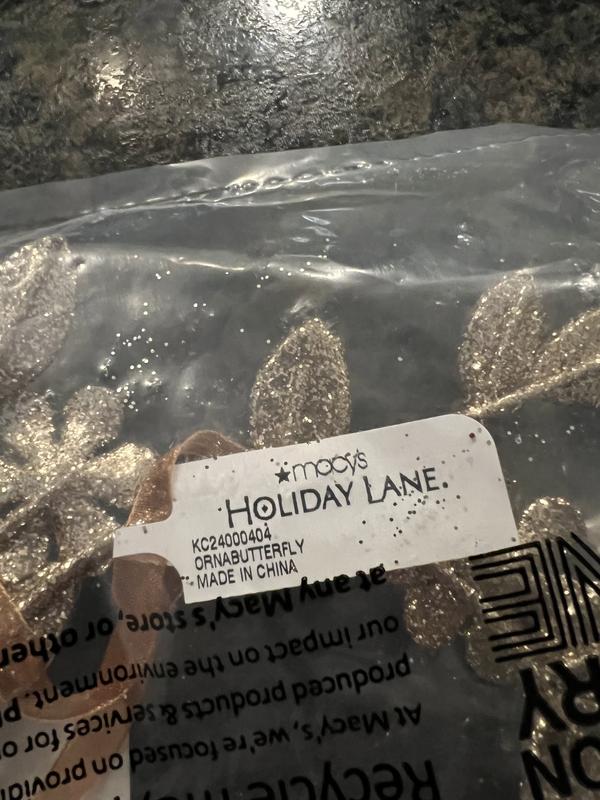 ★macy's
HOLIDAY LANE.
KC24000404
ORNABUTTERFLY
MADE IN CHINA
Recycle
At Macy's, we're focused on
produced products & services for
our impact on the environment.
at any Macy's store, or other